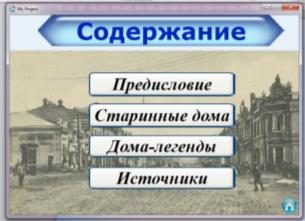 My Project
Содержание
Предисловие
Старинные дома
Дома-легенды
Источники